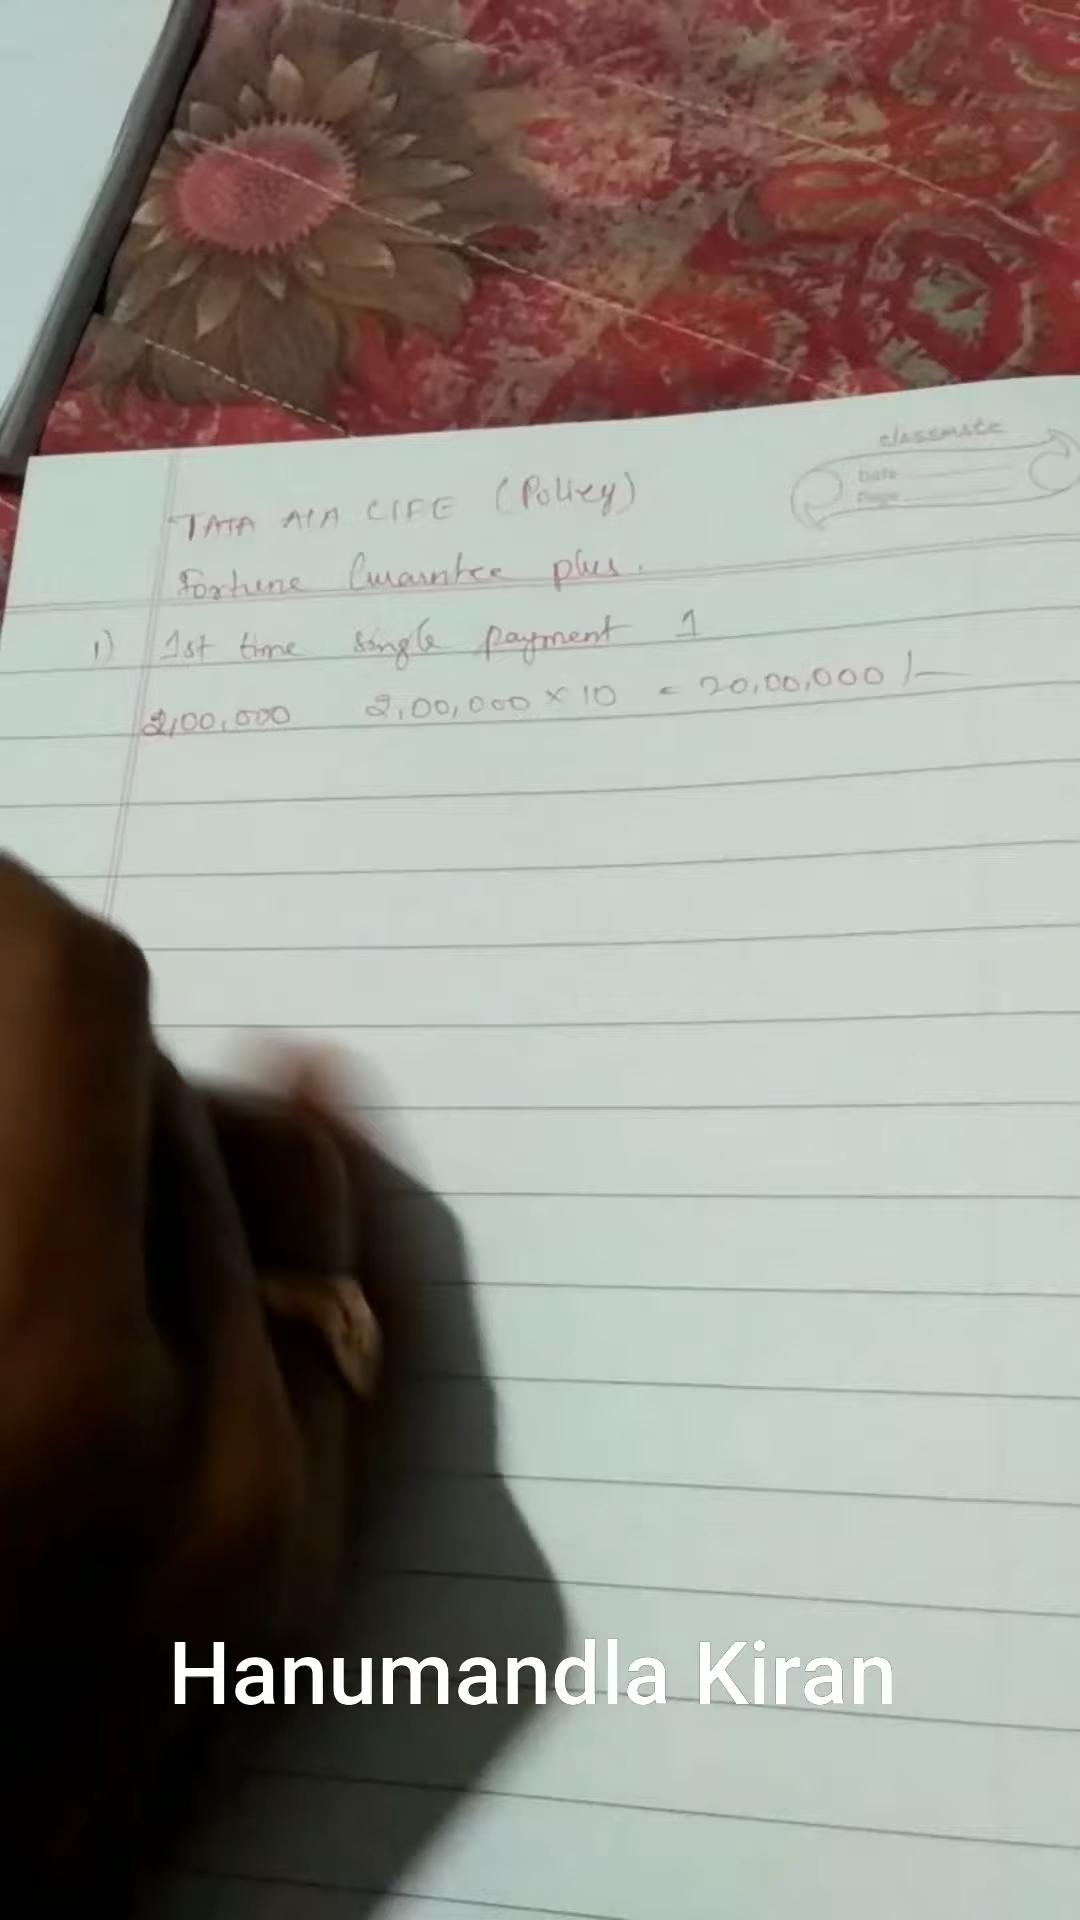 classmate
Date
Page
TATA AIA LIFE (Policy)
Fortune Guarntee plus.
1) 1st time single payment 1
2,00,000 2,00,000 × 10 = 20,00,000/-
Hanumandla Kiran